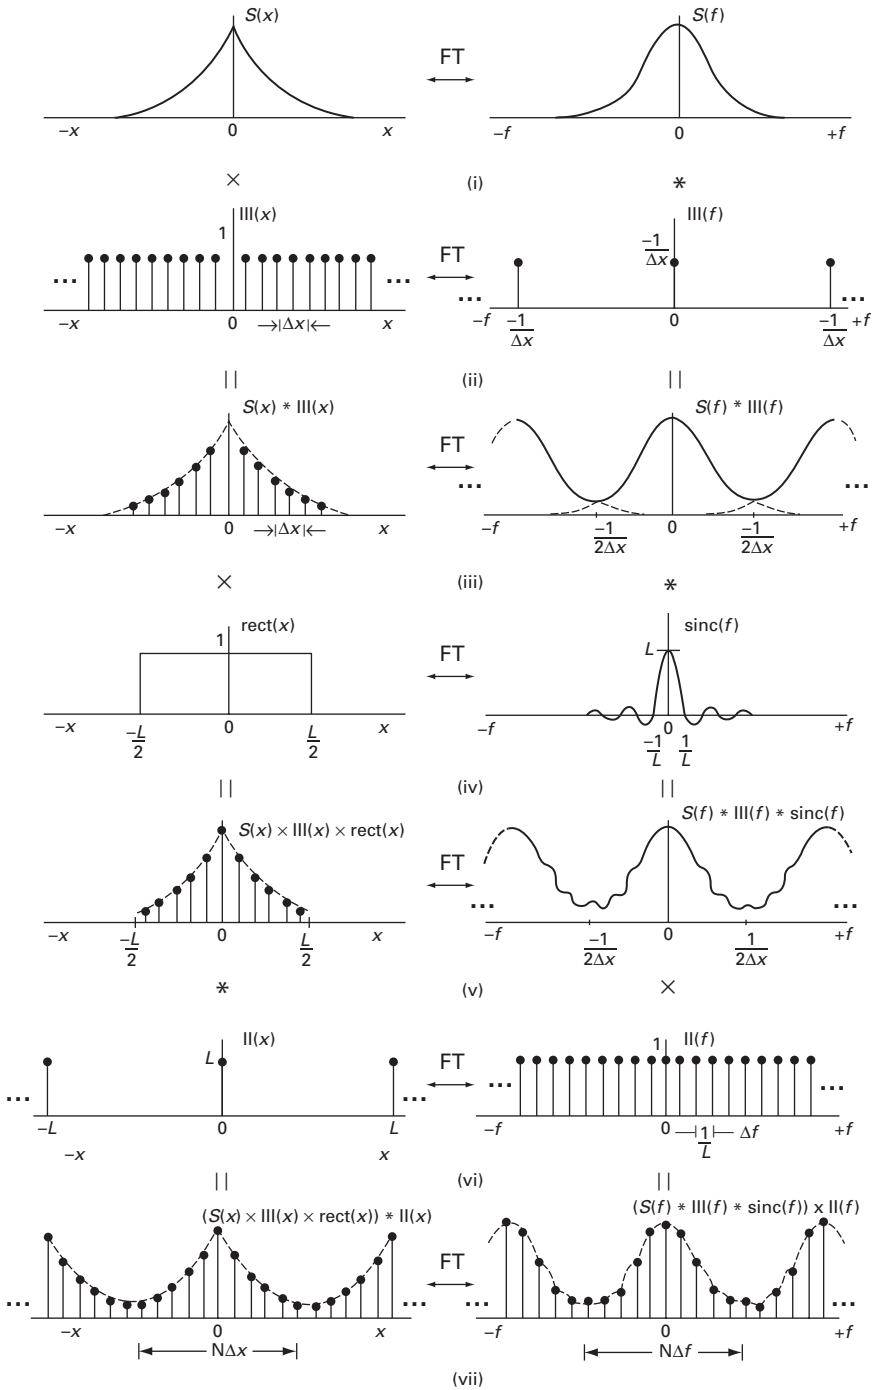 S(x) S(f)
FT
–x 0 x –f 0 +f
× (i) *
III(x) III(f)
1 –1/Δx
FT
... ... ... ...
–x 0 →|Δx|← x –f –1/Δx 0 –1/Δx +f
|| (ii) ||
S(x) * III(x) S(f) * III(f)
FT
... ...
–x 0 →|Δx|← x –f –1/2Δx 0 –1/2Δx +f
× (iii) *
rect(x) sinc(f)
1 L
FT
–x –L/2 0 L/2 x –f –1/L 0 1/L +f
|| (iv) ||
S(x) × III(x) × rect(x) S(f) * III(f) * sinc(f)
FT
... ...
–x –L/2 0 L/2 x –f –1/2Δx 0 1/2Δx +f
* (v) ×
II(x) II(f)
L 1
FT
... ... ... ...
–L 0 L –f 0 1/L Δf +f
–x x
|| (vi) ||
(S(x) × III(x) × rect(x)) * II(x) (S(f) * III(f) * sinc(f)) x II(f)
FT
... ... ... ...
–x 0 x –f 0 +f
NΔx NΔf
(vii)